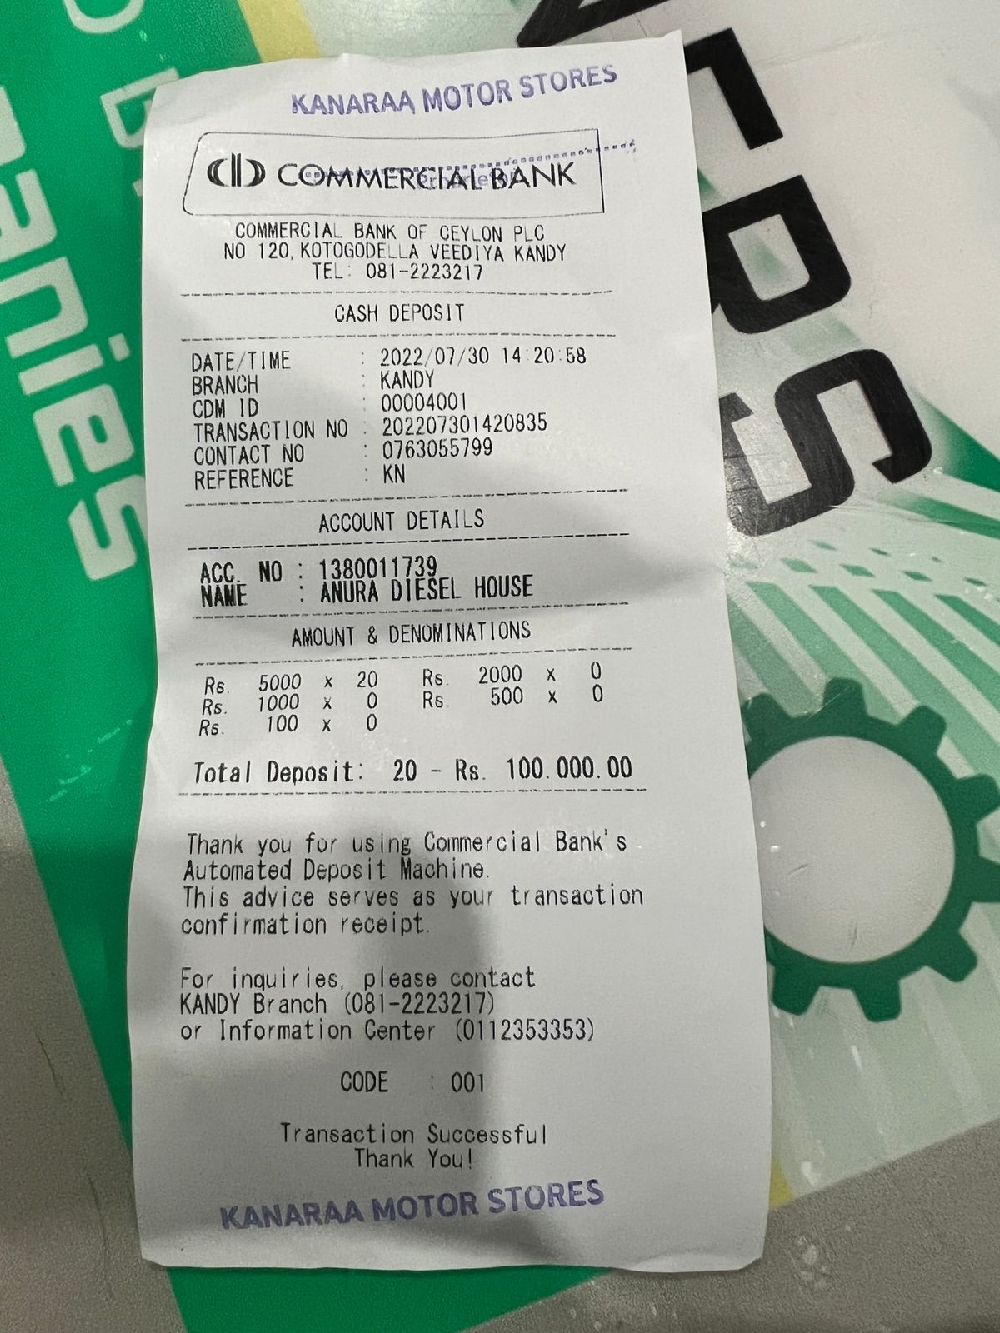 KANARAA MOTOR STORES
COMMERCIAL BANK
COMMERCIAL BANK OF CEYLON PLC
NO 120, KOTOGODELLA VEEDIYA KANDY
TEL: 081-2223217
CASH DEPOSIT
DATE/TIME : 2022/07/30 14:20:58
BRANCH : KANDY
CDM ID : 00004001
TRANSACTION NO : 202207301420835
CONTACT NO : 0763055799
REFERENCE : KN
ACCOUNT DETAILS
ACC. NO : 1380011739
NAME : ANURA DIESEL HOUSE
AMOUNT & DENOMINATIONS
Rs. 5000 x 20 Rs. 2000 x 0
Rs. 1000 x 0 Rs. 500 x 0
Rs. 100 x 0
Total Deposit: 20 - Rs. 100.000.00
Thank you for using Commercial Bank's
Automated Deposit Machine.
This advice serves as your transaction
confirmation receipt.
For inquiries, please contact
KANDY Branch (081-2223217)
or Information Center (0112353353)
CODE : 001
Transaction Successful
Thank You!
KANARAA MOTOR STORES